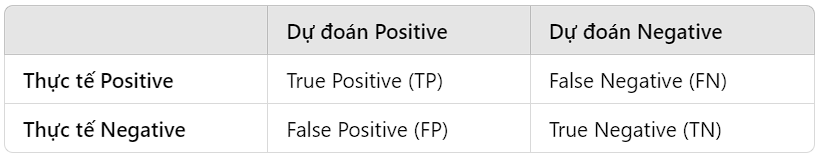 Dự đoán Positive Dự đoán Negative
Thực tế Positive True Positive (TP) False Negative (FN)
Thực tế Negative False Positive (FP) True Negative (TN)